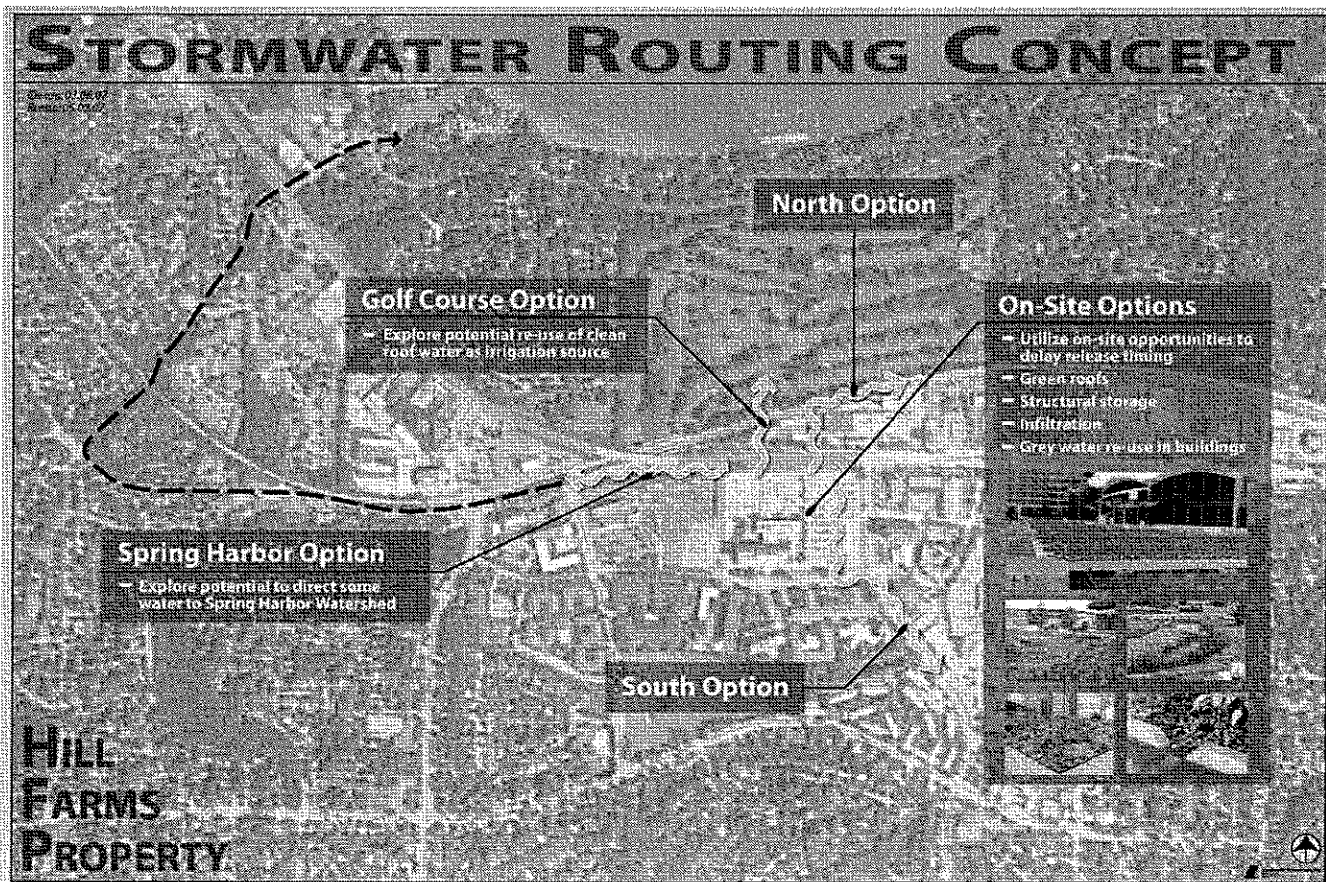 STORMWATER ROUTING CONCEPT
North Option
Golf Course Option
– Explore potential re-use of clean
roof water as irrigation source
On-Site Options
– Utilize on-site opportunities to
delay release timing
– Green roofs
– Structural storage
– Infiltration
– Grey water re-use in buildings
Spring Harbor Option
– Explore potential to direct some
water to Spring Harbor Watershed
South Option
HILL
FARMS
PROPERTY